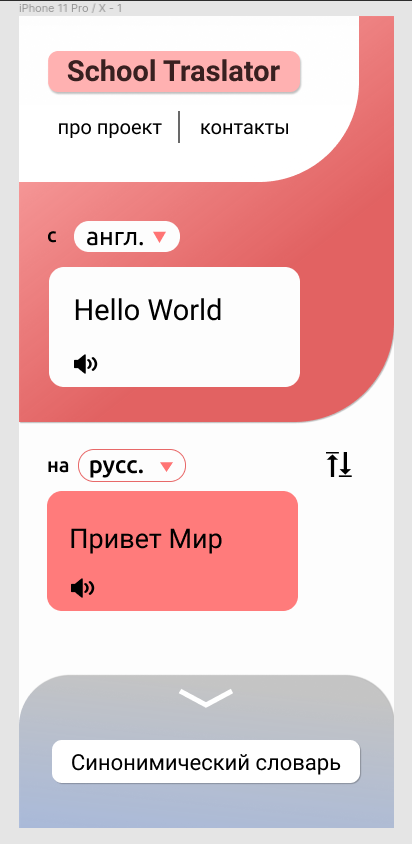 iPhone 11 Pro / X - 1
School Traslator
про проект
контакты
с англ.
Hello World
на русс.
Привет Мир
Синонимический словарь